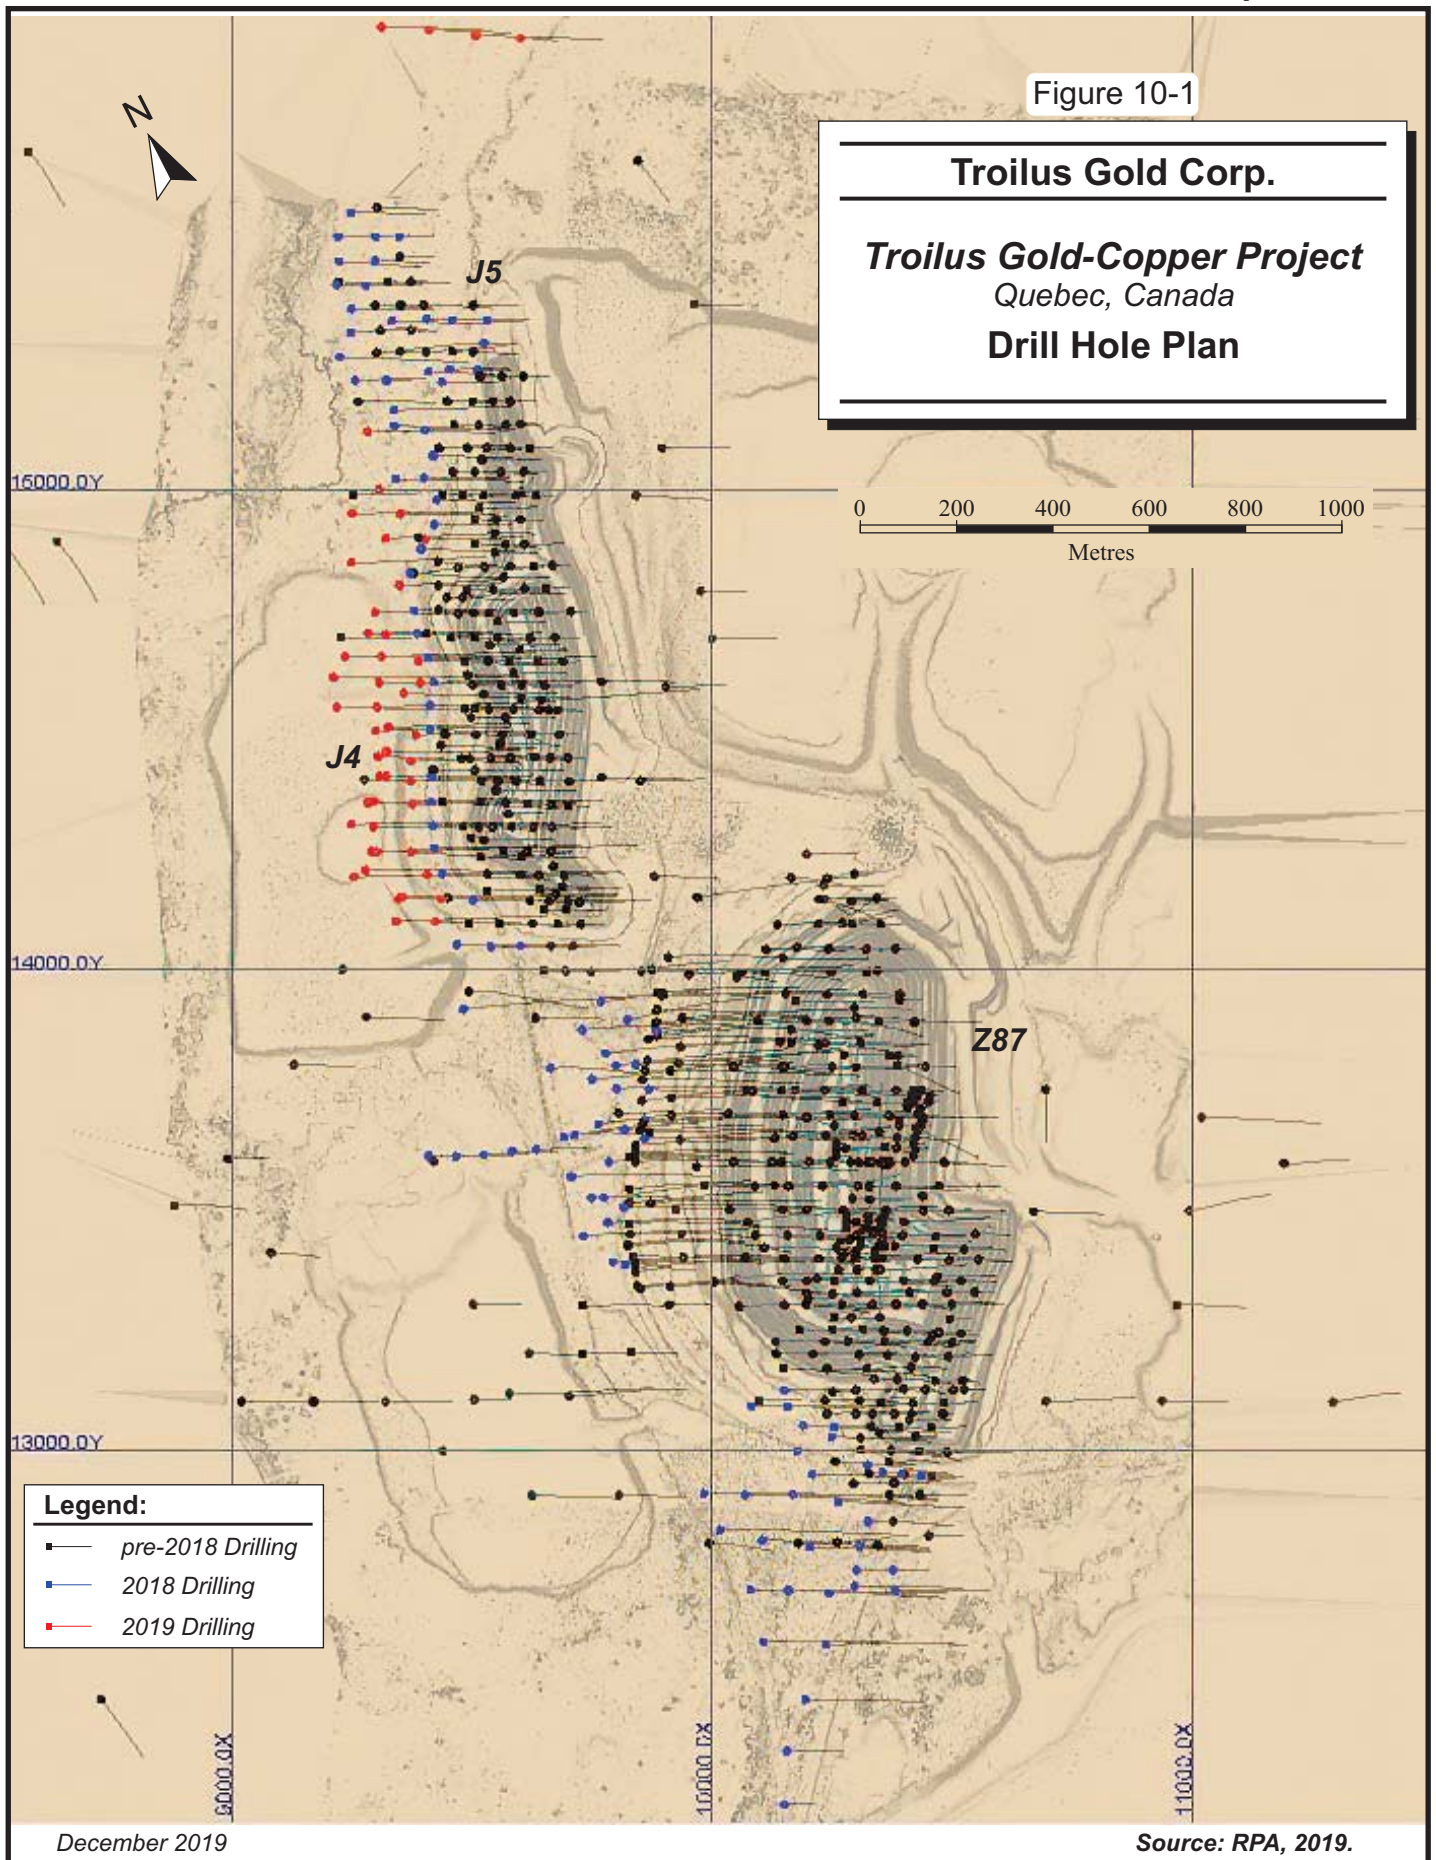 Figure 10-1
Troilus Gold Corp.
Troilus Gold-Copper Project
Quebec, Canada
Drill Hole Plan
N
J5
15000.0Y
0 200 400 600 800 1000
Metres
J4
14000.0Y
Z87
13000.0Y
Legend:
pre-2018 Drilling
2018 Drilling
2019 Drilling
9000.0X
10000.0X
11000.0X
December 2019
Source: RPA, 2019.